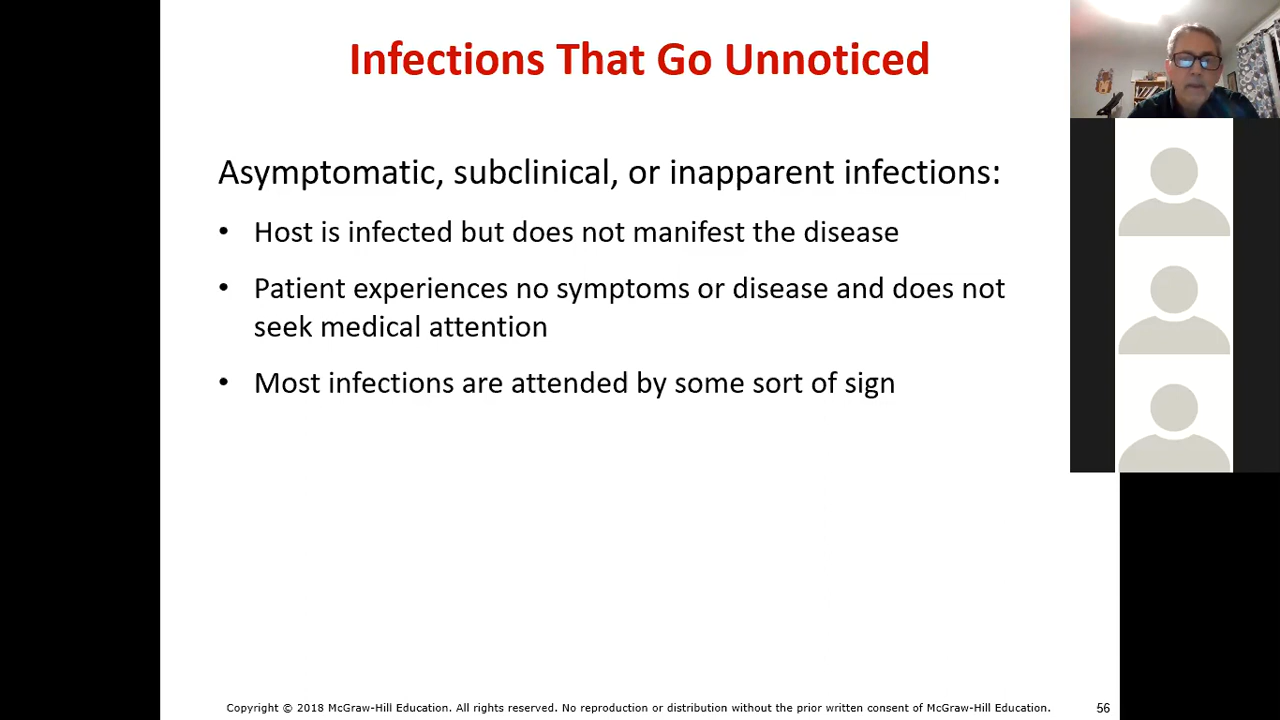 Infections That Go Unnoticed
Asymptomatic, subclinical, or inapparent infections:
• Host is infected but does not manifest the disease
• Patient experiences no symptoms or disease and does not
seek medical attention
• Most infections are attended by some sort of sign
Copyright © 2018 McGraw-Hill Education. All rights reserved. No reproduction or distribution without the prior written consent of McGraw-Hill Education.
56